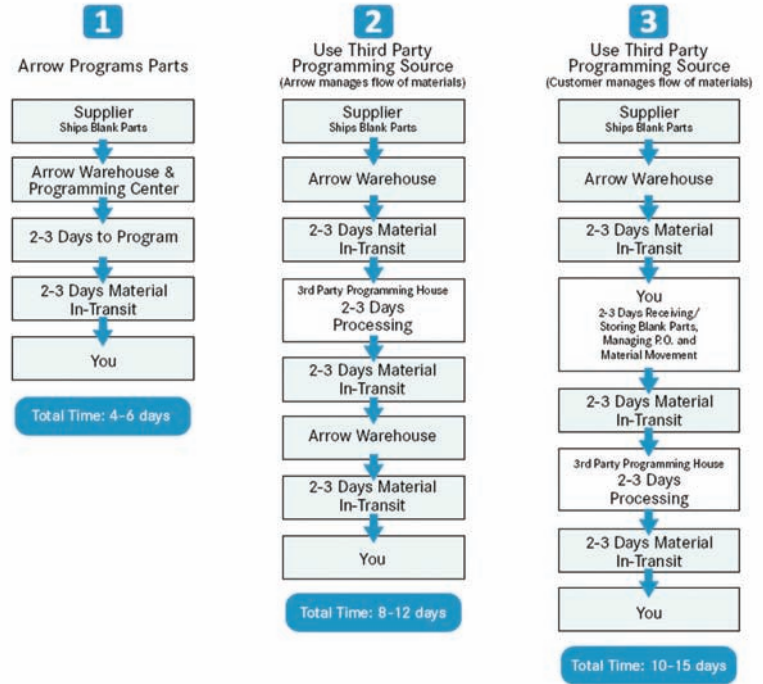 1
Arrow Programs Parts
Supplier
Ships Blank Parts
Arrow Warehouse &
Programming Center
2-3 Days to Program
2-3 Days Material
In-Transit
You
Total Time: 4-6 days
2
Use Third Party
Programming Source
(Arrow manages flow of materials)
Supplier
Ships Blank Parts
Arrow Warehouse
2-3 Days Material
In-Transit
3rd Party Programming House
2-3 Days
Processing
2-3 Days Material
In-Transit
Arrow Warehouse
2-3 Days Material
In-Transit
You
Total Time: 8-12 days
3
Use Third Party
Programming Source
(Customer manages flow of materials)
Supplier
Ships Blank Parts
Arrow Warehouse
2-3 Days Material
In-Transit
You
2-3 Days Receiving/
Storing Blank Parts,
Managing P.O. and
Material Movement
2-3 Days Material
In-Transit
3rd Party Programming House
2-3 Days
Processing
2-3 Days Material
In-Transit
You
Total Time: 10-15 days